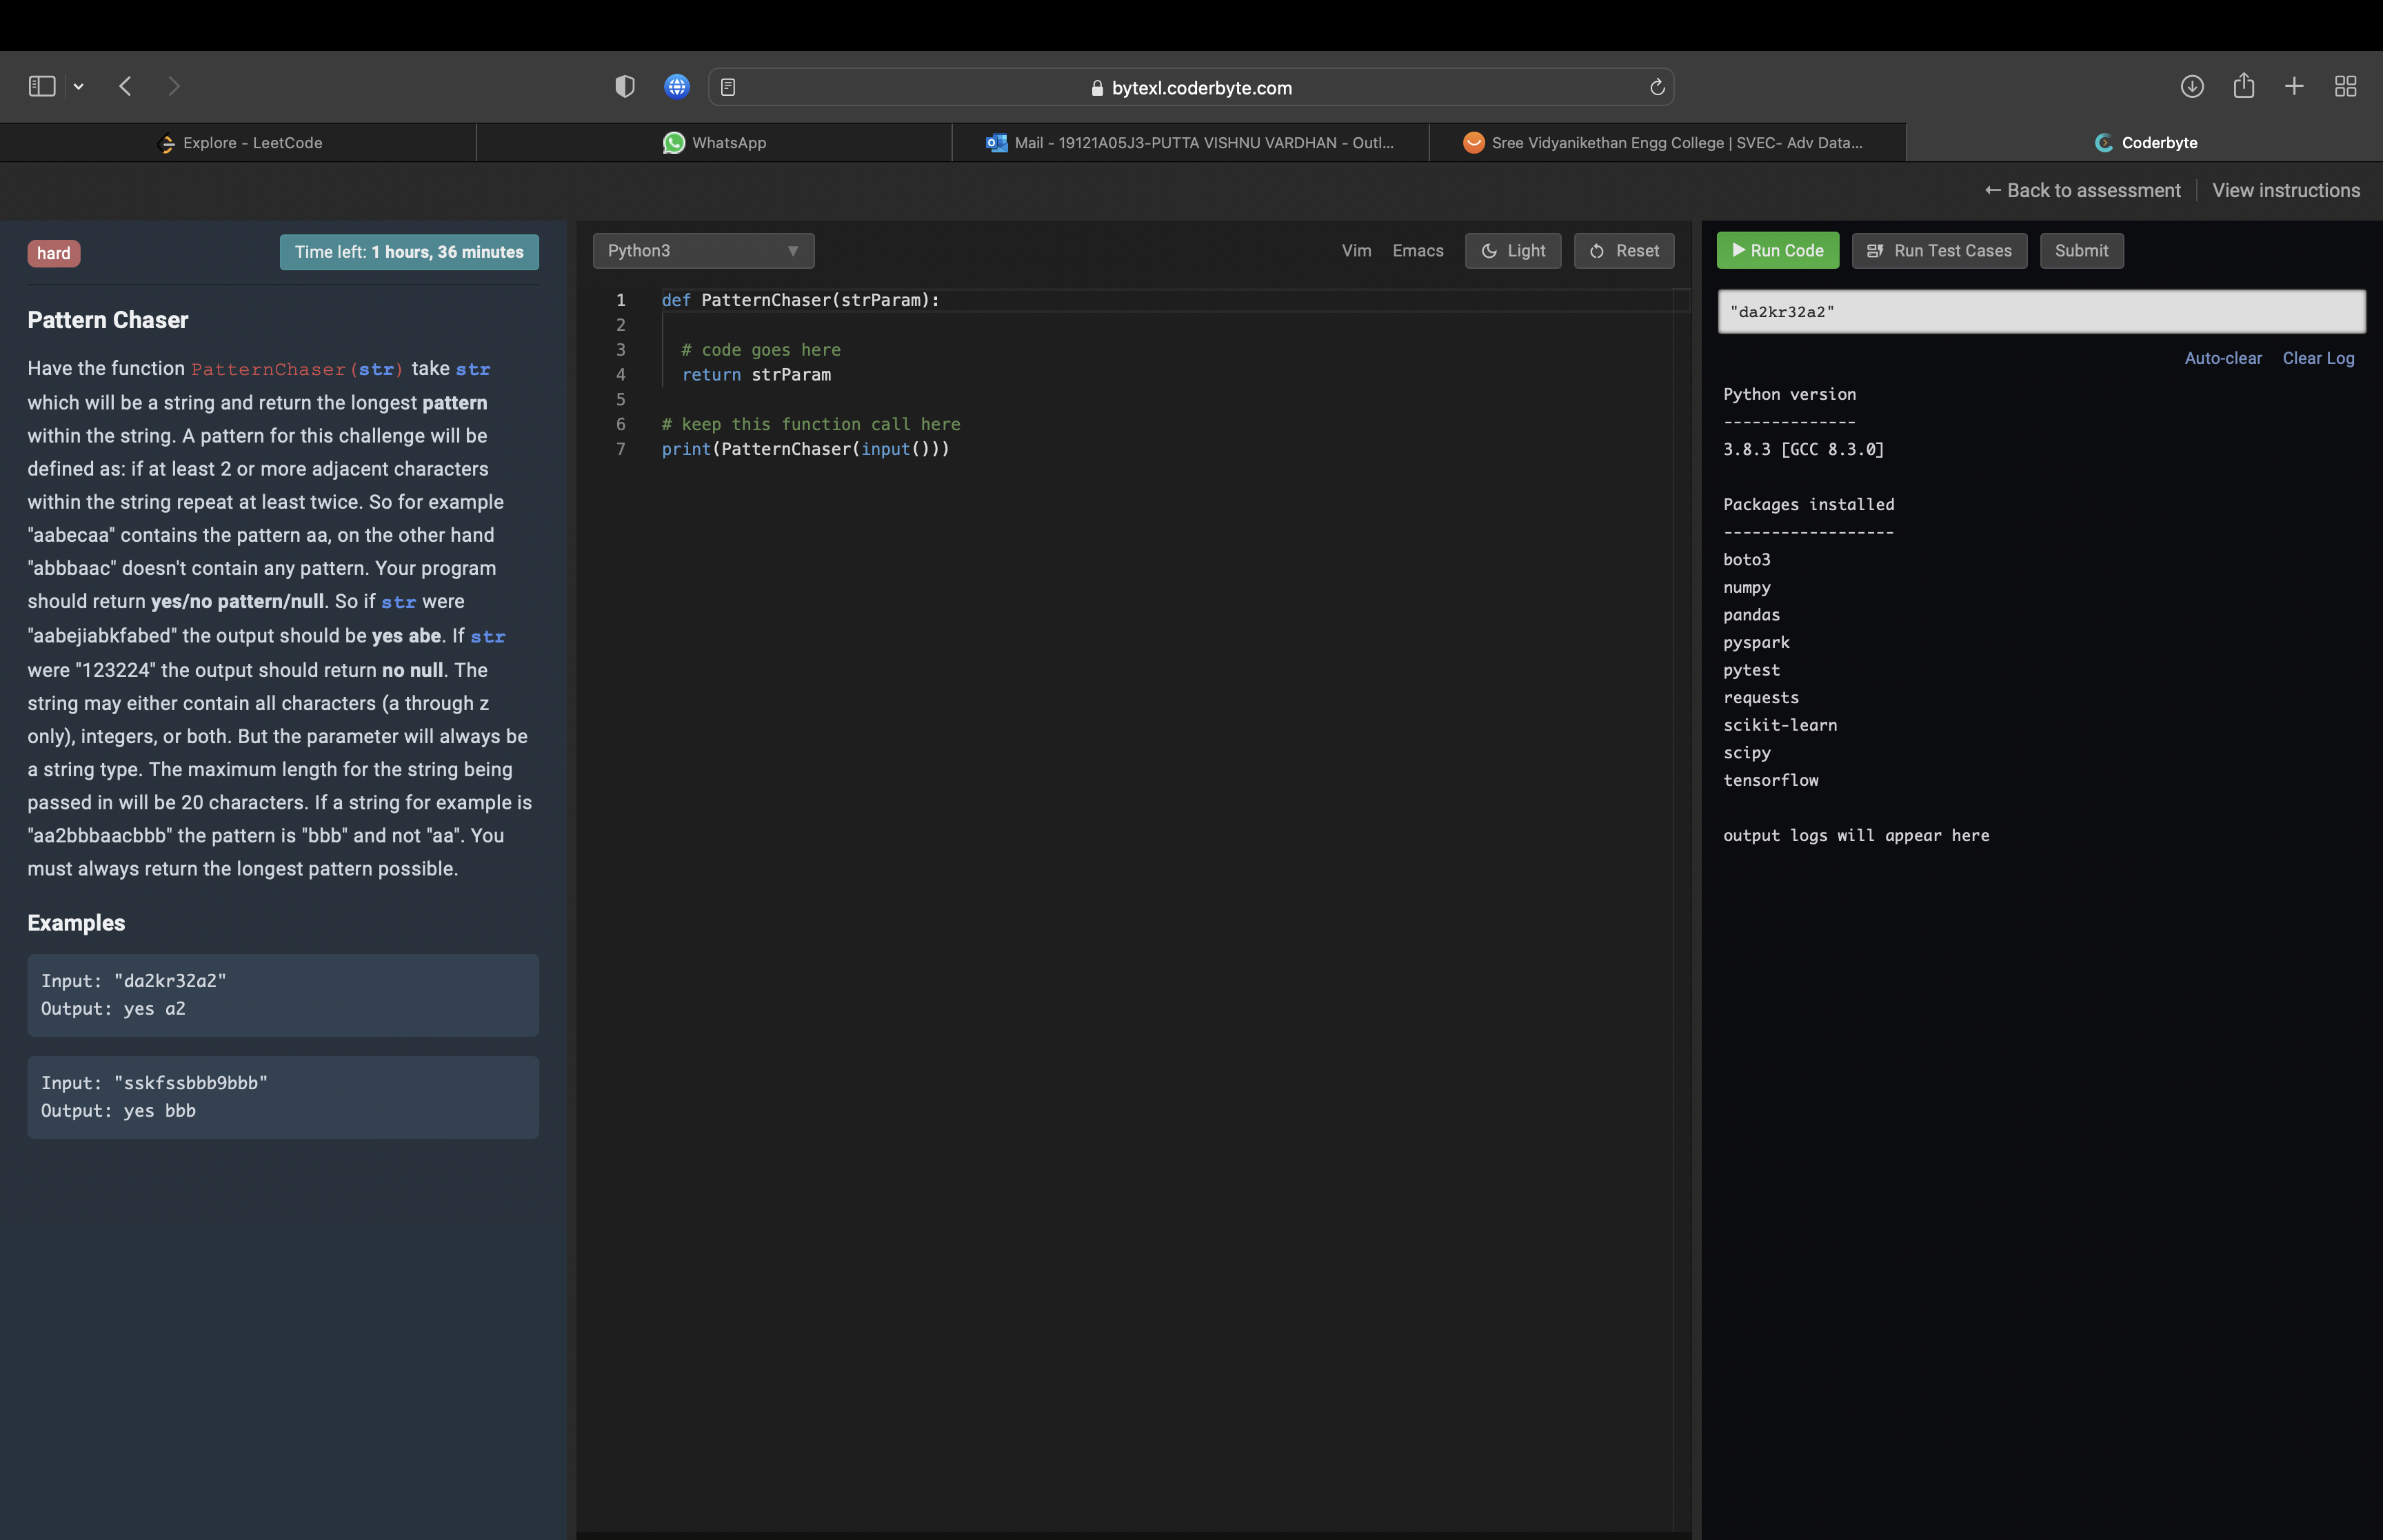 bytexl.coderbyte.com
Explore - LeetCode
WhatsApp
Mail - 19121A05J3-PUTTA VISHNU VARDHAN - Outl...
Sree Vidyanikethan Engg College | SVEC- Adv Data...
Coderbyte
← Back to assessment
View instructions
hard
Time left: 1 hours, 36 minutes
Pattern Chaser
Have the function PatternChaser(str) take str
which will be a string and return the longest pattern
within the string. A pattern for this challenge will be
defined as: if at least 2 or more adjacent characters
within the string repeat at least twice. So for example
"aabecaa" contains the pattern aa, on the other hand
"abbbaac" doesn't contain any pattern. Your program
should return yes/no pattern/null. So if str were
"aabejiabkfabed" the output should be yes abe. If str
were "123224" the output should return no null. The
string may either contain all characters (a through z
only), integers, or both. But the parameter will always be
a string type. The maximum length for the string being
passed in will be 20 characters. If a string for example is
"aa2bbbaacbbb" the pattern is "bbb" and not "aa". You
must always return the longest pattern possible.
Examples
Input: "da2kr32a2"
Output: yes a2
Input: "sskfssbbb9bbb"
Output: yes bbb
Python3
Vim
Emacs
Light
Reset
1 def PatternChaser(strParam):
2
3 # code goes here
4 return strParam
5
6 # keep this function call here
7 print(PatternChaser(input()))
Run Code
Run Test Cases
Submit
"da2kr32a2"
Auto-clear
Clear Log
Python version
--------------
3.8.3 [GCC 8.3.0]
Packages installed
------------------
boto3
numpy
pandas
pyspark
pytest
requests
scikit-learn
scipy
tensorflow
output logs will appear here